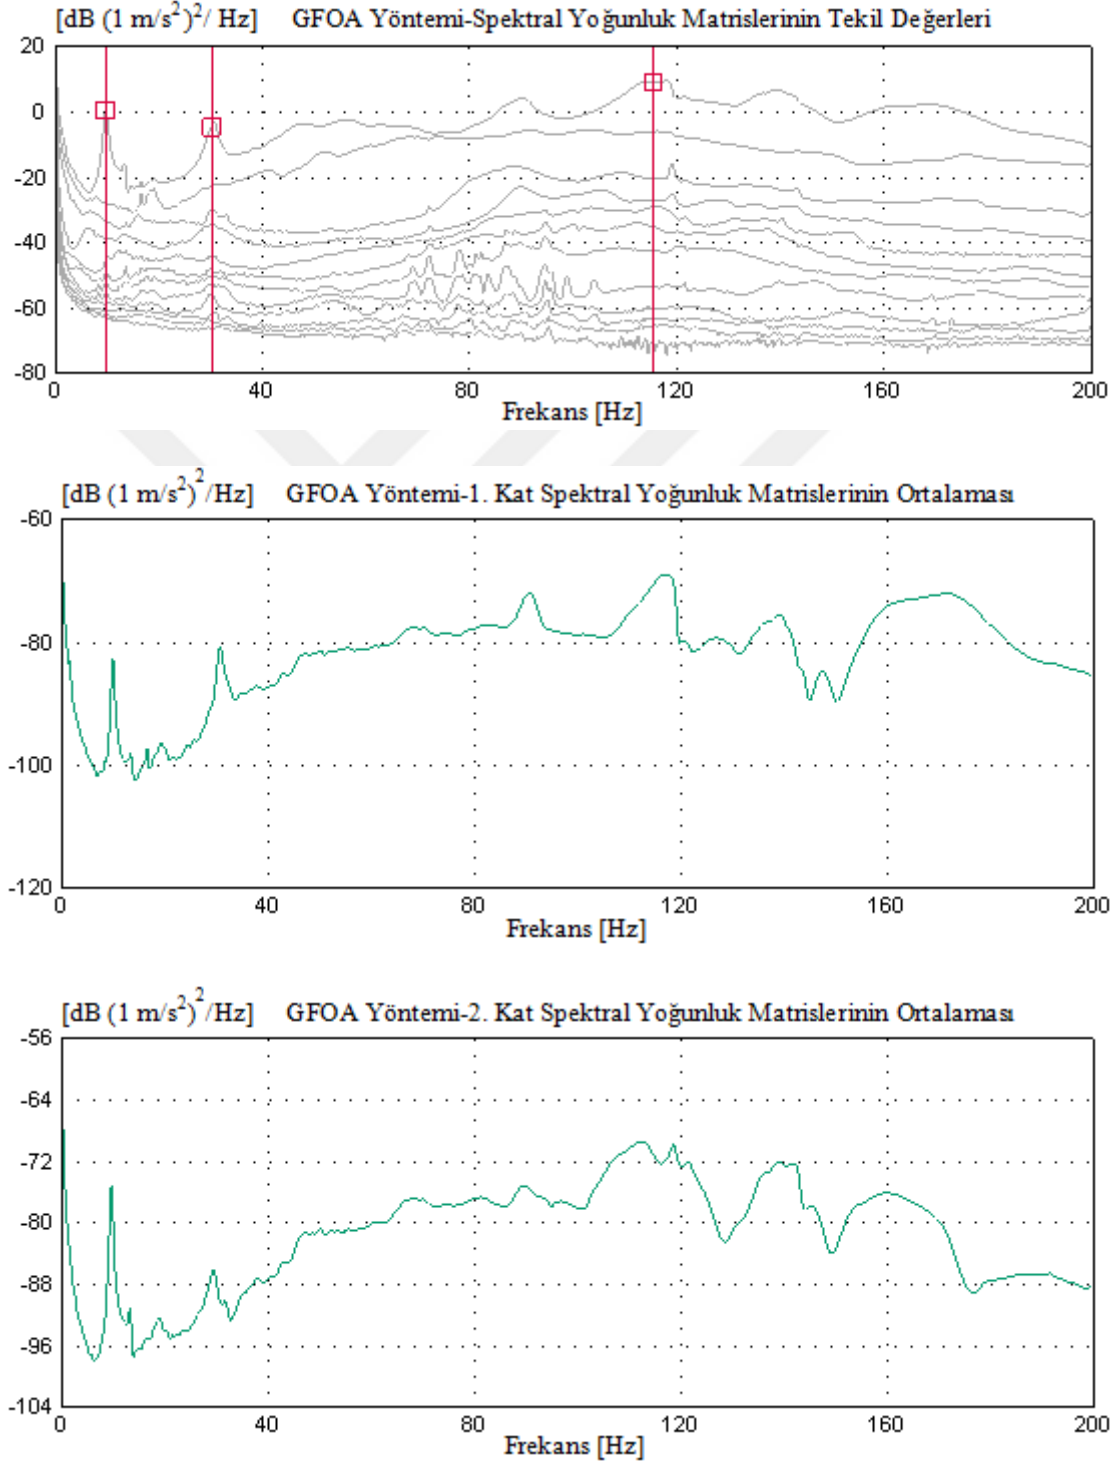 [dB (1 m/s²)²/ Hz] GFOA Yöntemi-Spektral Yoğunluk Matrislerinin Tekil Değerleri
20
0
-20
-40
-60
-80
0 40 80 120 160 200
Frekans [Hz]
[dB (1 m/s²)²/Hz] GFOA Yöntemi-1. Kat Spektral Yoğunluk Matrislerinin Ortalaması
-60
-80
-100
-120
0 40 80 120 160 200
Frekans [Hz]
[dB (1 m/s²)²/Hz] GFOA Yöntemi-2. Kat Spektral Yoğunluk Matrislerinin Ortalaması
-56
-64
-72
-80
-88
-96
-104
0 40 80 120 160 200
Frekans [Hz]